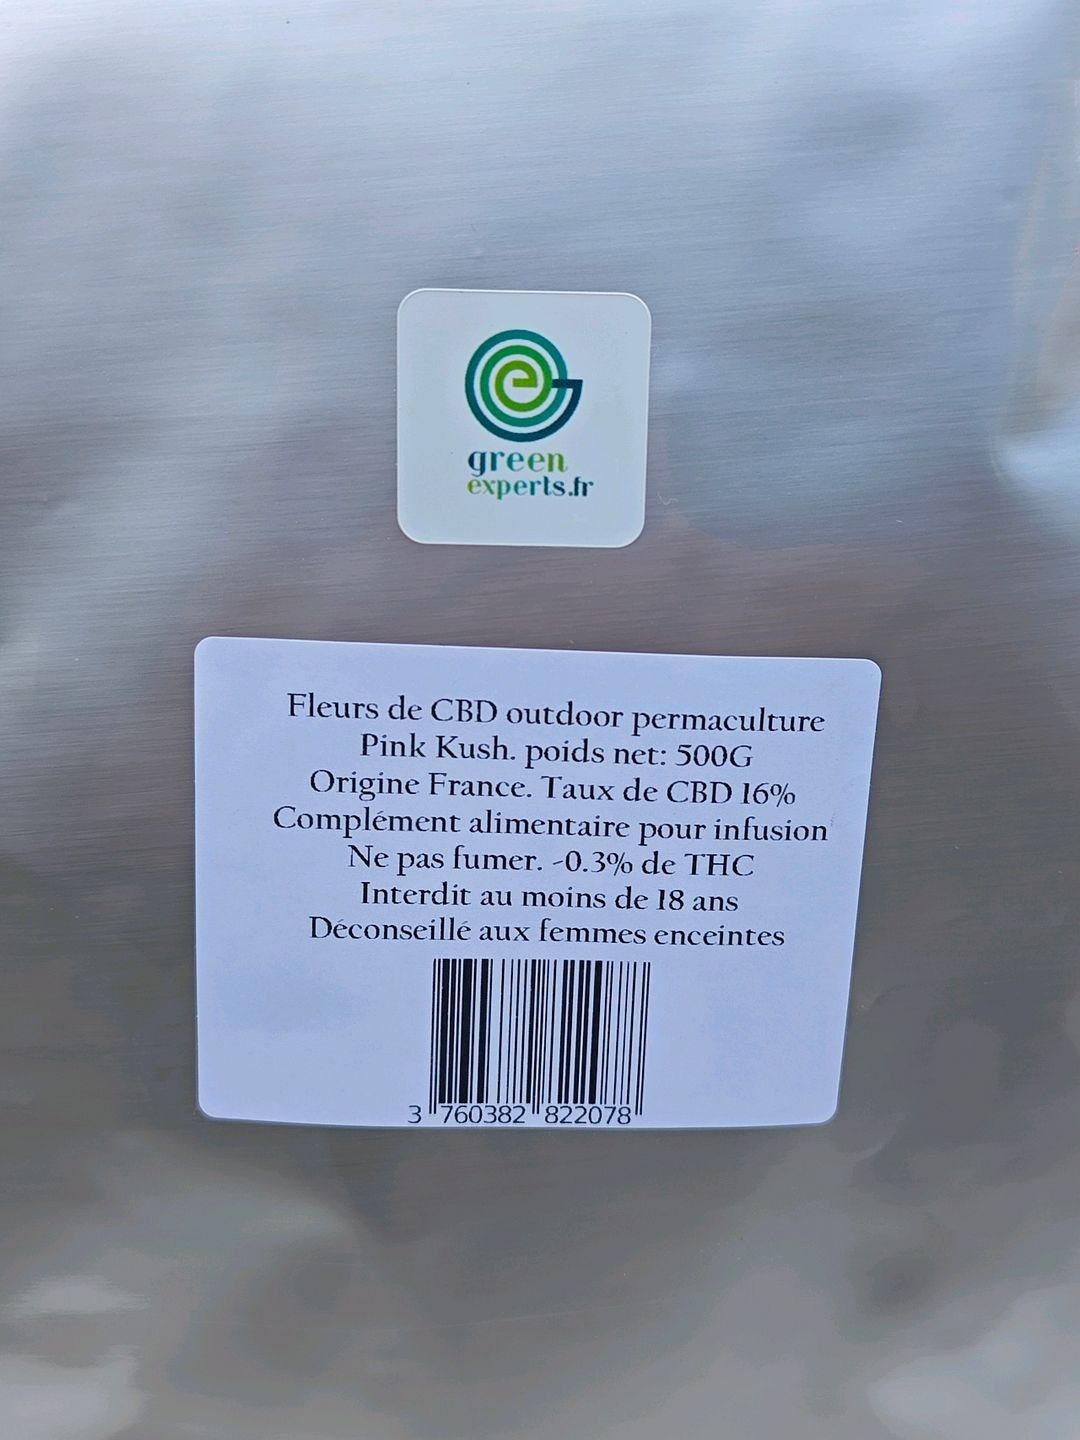 green
experts.fr
Fleurs de CBD outdoor permaculture
Pink Kush. poids net: 500G
Origine France. Taux de CBD 16%
Complément alimentaire pour infusion
Ne pas fumer. -0.3% de THC
Interdit au moins de 18 ans
Déconseillé aux femmes enceintes
3 760382 822078